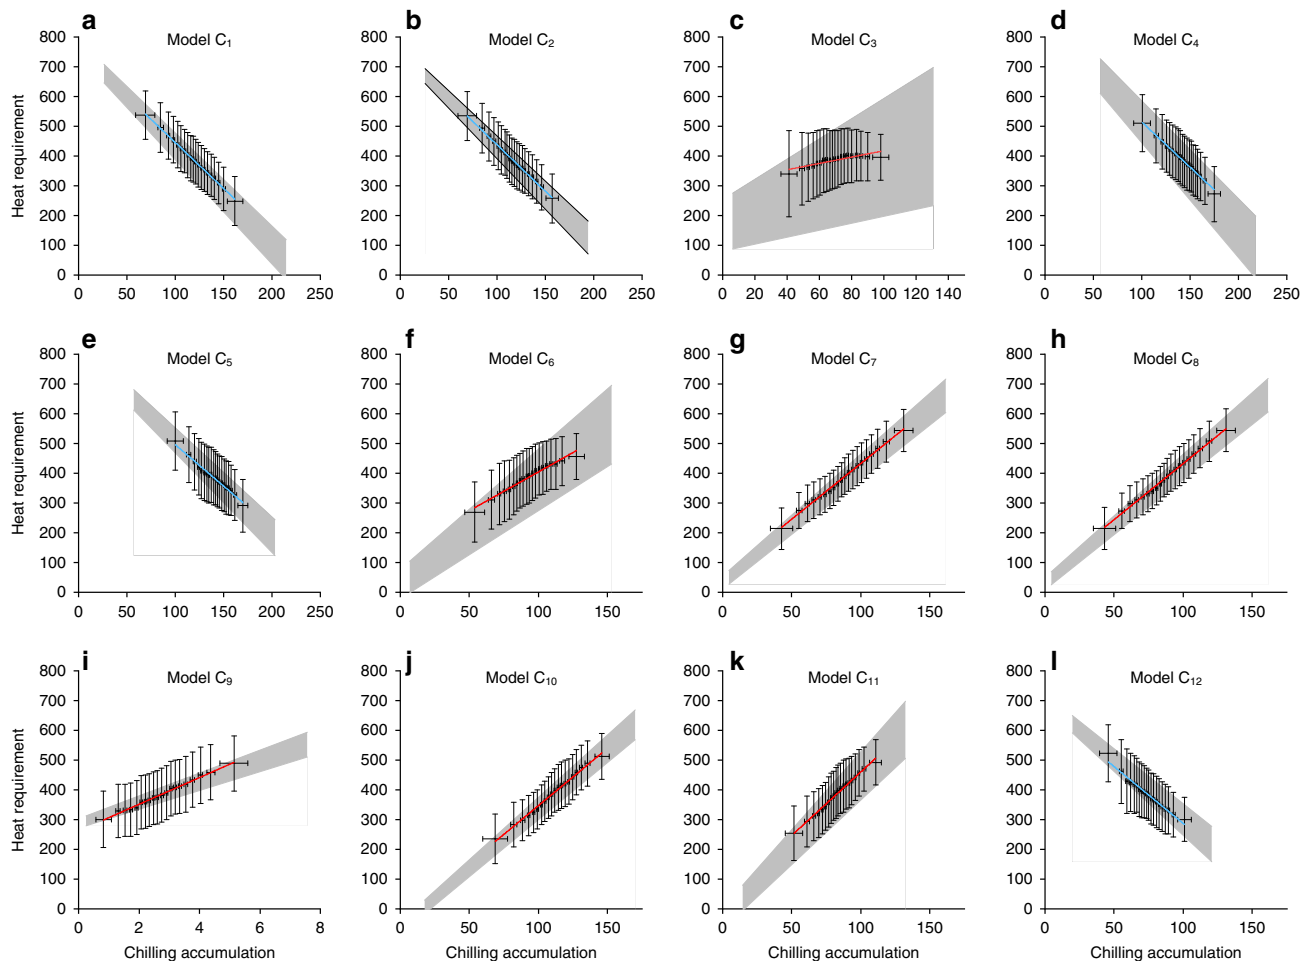 a b c d
Model C1 Model C2 Model C3 Model C4
Heat requirement
800 700 600 500 400 300 200 100 0
0 50 100 150 200 250
800 700 600 500 400 300 200 100 0
0 50 100 150 200 250
800 700 600 500 400 300 200 100 0
0 20 40 60 80 100 120 140
800 700 600 500 400 300 200 100 0
0 50 100 150 200 250
e f g h
Model C5 Model C6 Model C7 Model C8
Heat requirement
800 700 600 500 400 300 200 100 0
0 50 100 150 200 250
800 700 600 500 400 300 200 100 0
0 50 100 150
800 700 600 500 400 300 200 100 0
0 50 100 150
800 700 600 500 400 300 200 100 0
0 50 100 150
i j k l
Model C9 Model C10 Model C11 Model C12
Heat requirement
800 700 600 500 400 300 200 100 0
0 2 4 6 8
800 700 600 500 400 300 200 100 0
0 50 100 150
800 700 600 500 400 300 200 100 0
0 50 100 150
800 700 600 500 400 300 200 100 0
0 50 100 150 200 250
Chilling accumulation Chilling accumulation Chilling accumulation Chilling accumulation